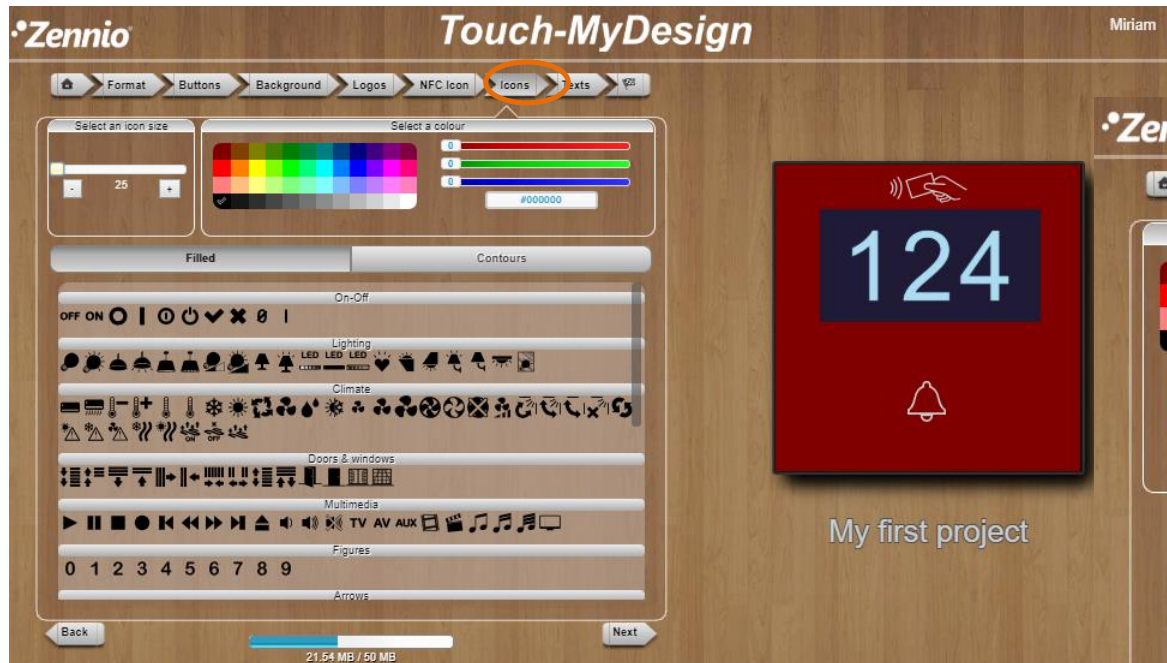 Zennio
Touch-MyDesign
Miriam
Format Buttons Background Logos NFC Icon Icons Texts
Select an icon size
Select a colour
0
0
0
- 25 +
#000000
Filled
Contours
On-Off
OFF ON
Lighting
LED LED LED
Climate
ON OFF
Doors & windows
Multimedia
TV AV AUX
Figures
0 1 2 3 4 5 6 7 8 9
Arrows
Back
Next
21.54 MB / 50 MB
124
My first project
Zen